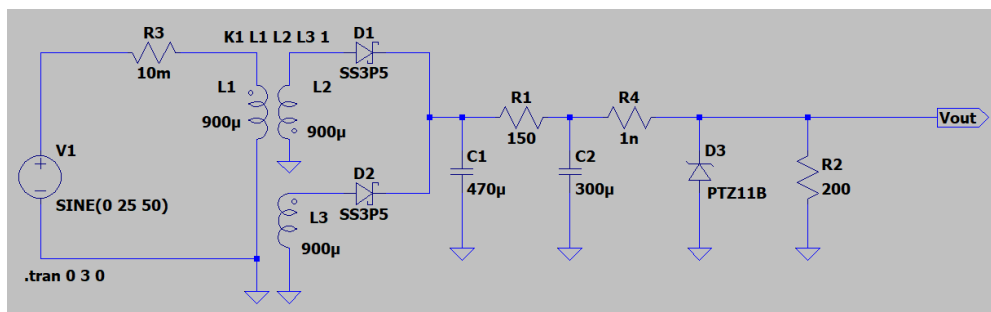 K1 L1 L2 L3 1
R3
10m
D1
SS3P5
L1
L2
900µ
900µ
R1
150
R4
1n
Vout
V1
SINE(0 25 50)
C1
470µ
C2
300µ
D3
PTZ11B
R2
200
D2
SS3P5
L3
900µ
.tran 0 3 0